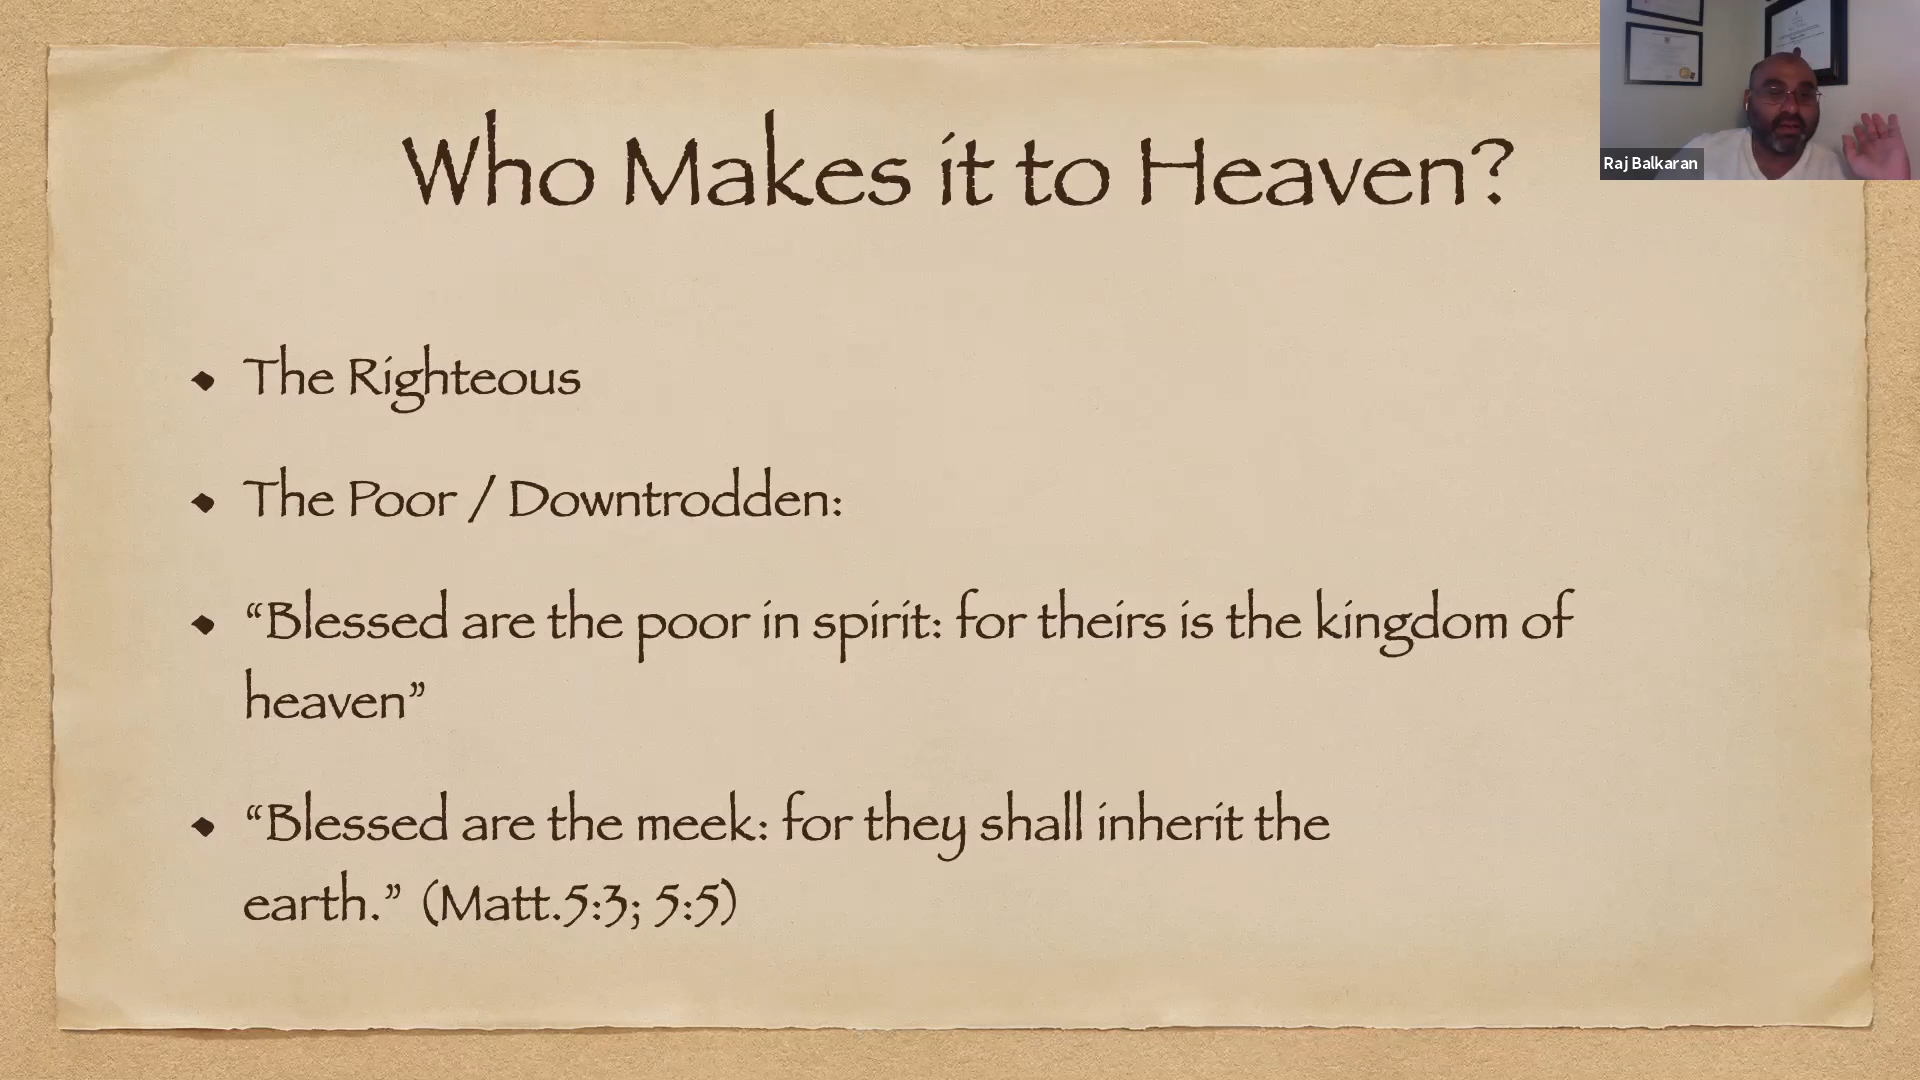 Who Makes it to Heaven?
Raj Balkaran
• The Righteous
• The Poor / Downtrodden:
• “Blessed are the poor in spirit: for theirs is the kingdom of
heaven”
• “Blessed are the meek: for they shall inherit the
earth.” (Matt.5:3; 5:5)